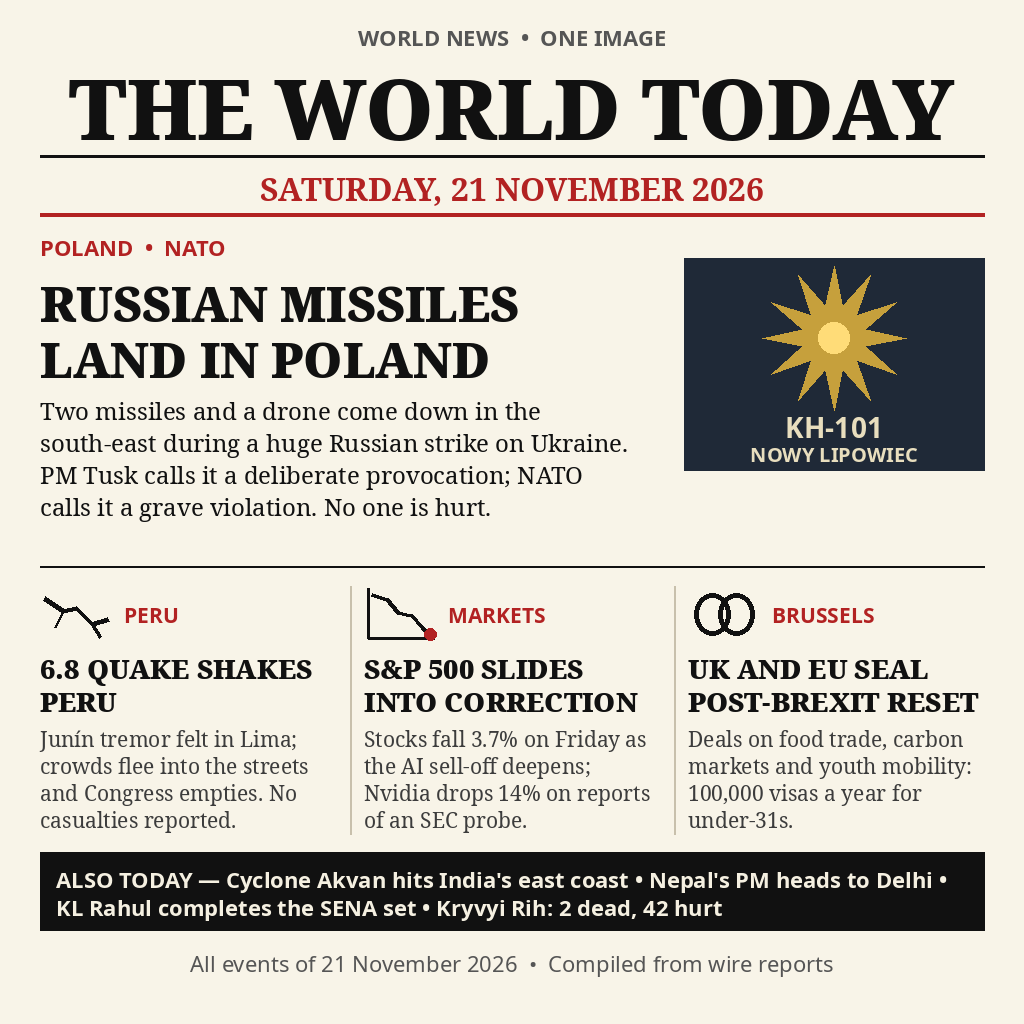 WORLD NEWS • ONE IMAGE
THE WORLD TODAY
SATURDAY, 21 NOVEMBER 2026
POLAND • NATO
RUSSIAN MISSILES
LAND IN POLAND
Two missiles and a drone come down in the
south-east during a huge Russian strike on Ukraine.
PM Tusk calls it a deliberate provocation; NATO
calls it a grave violation. No one is hurt.
KH-101
NOWY LIPOWIEC
PERU
6.8 QUAKE SHAKES
PERU
Junín tremor felt in Lima;
crowds flee into the streets
and Congress empties. No
casualties reported.
MARKETS
S&P 500 SLIDES
INTO CORRECTION
Stocks fall 3.7% on Friday as
the AI sell-off deepens;
Nvidia drops 14% on reports
of an SEC probe.
BRUSSELS
UK AND EU SEAL
POST-BREXIT RESET
Deals on food trade, carbon
markets and youth mobility:
100,000 visas a year for
under-31s.
ALSO TODAY — Cyclone Akvan hits India's east coast • Nepal's PM heads to Delhi •
KL Rahul completes the SENA set • Kryvyi Rih: 2 dead, 42 hurt
All events of 21 November 2026 • Compiled from wire reports